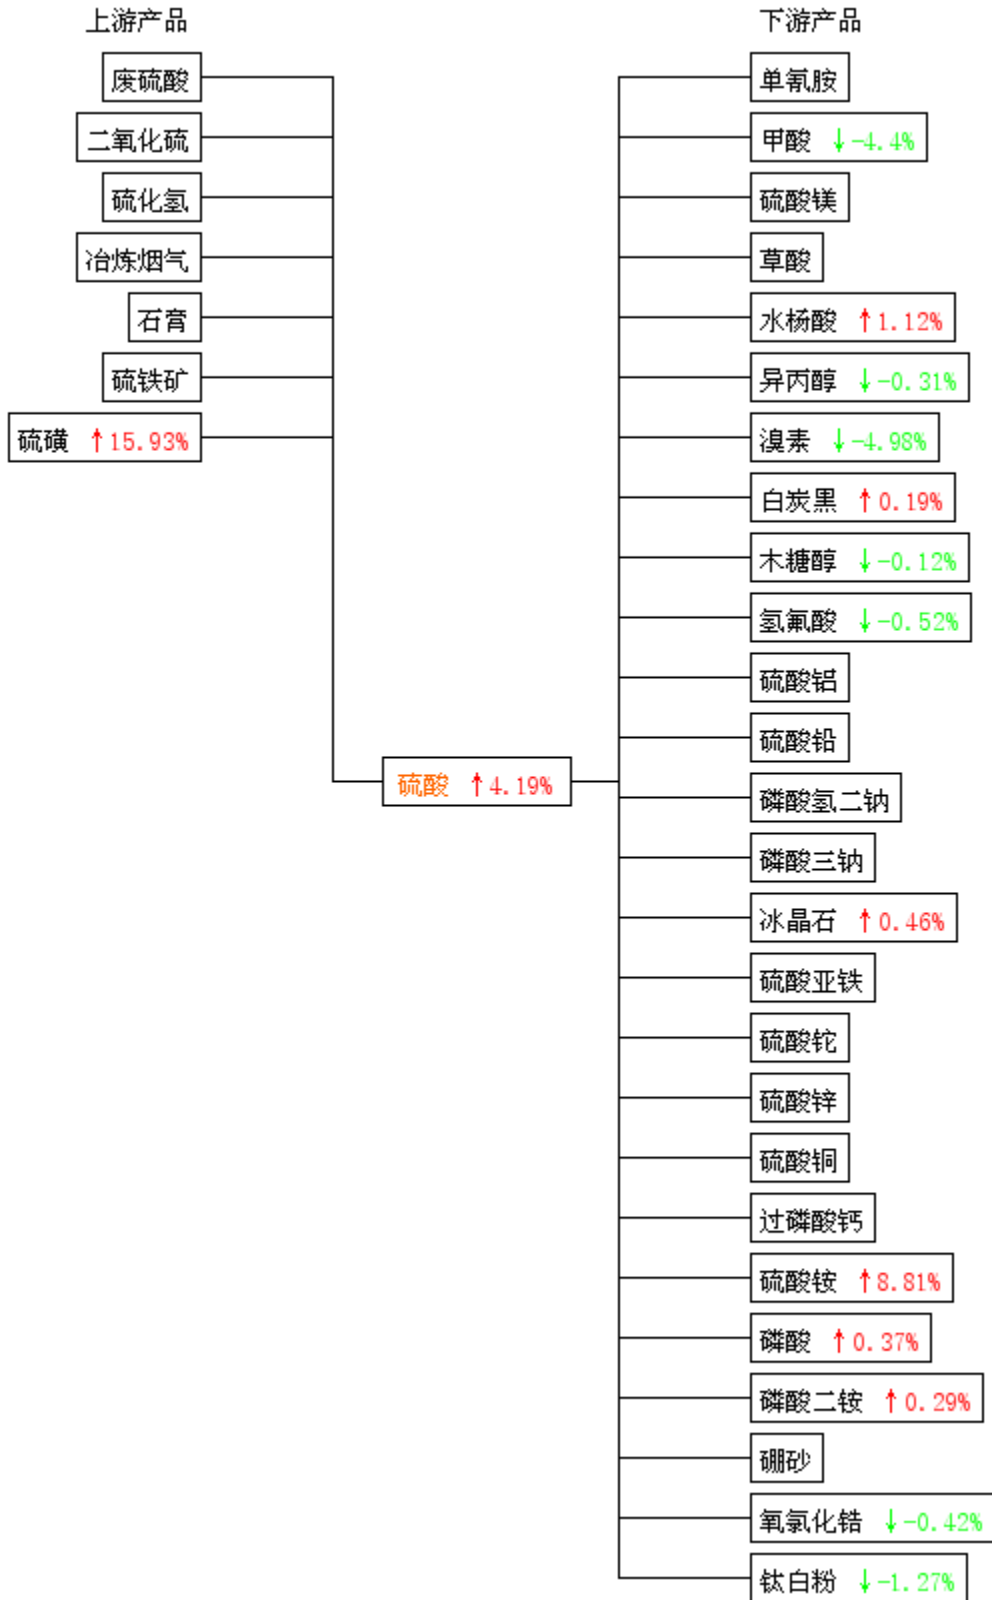 上游产品
废硫酸
二氧化硫
硫化氢
冶炼烟气
石膏
硫铁矿
硫磺 ↑15.93%
硫酸 ↑4.19%
下游产品
单氰胺
甲酸 ↓-4.4%
硫酸镁
草酸
水杨酸 ↑1.12%
异丙醇 ↓-0.31%
溴素 ↓-4.98%
白炭黑 ↑0.19%
木糖醇 ↓-0.12%
氢氟酸 ↓-0.52%
硫酸铝
硫酸铅
磷酸氢二钠
磷酸三钠
冰晶石 ↑0.46%
硫酸亚铁
硫酸铊
硫酸锌
硫酸铜
过磷酸钙
硫酸铵 ↑8.81%
磷酸 ↑0.37%
磷酸二铵 ↑0.29%
硼砂
氧氯化锆 ↓-0.42%
钛白粉 ↓-1.27%